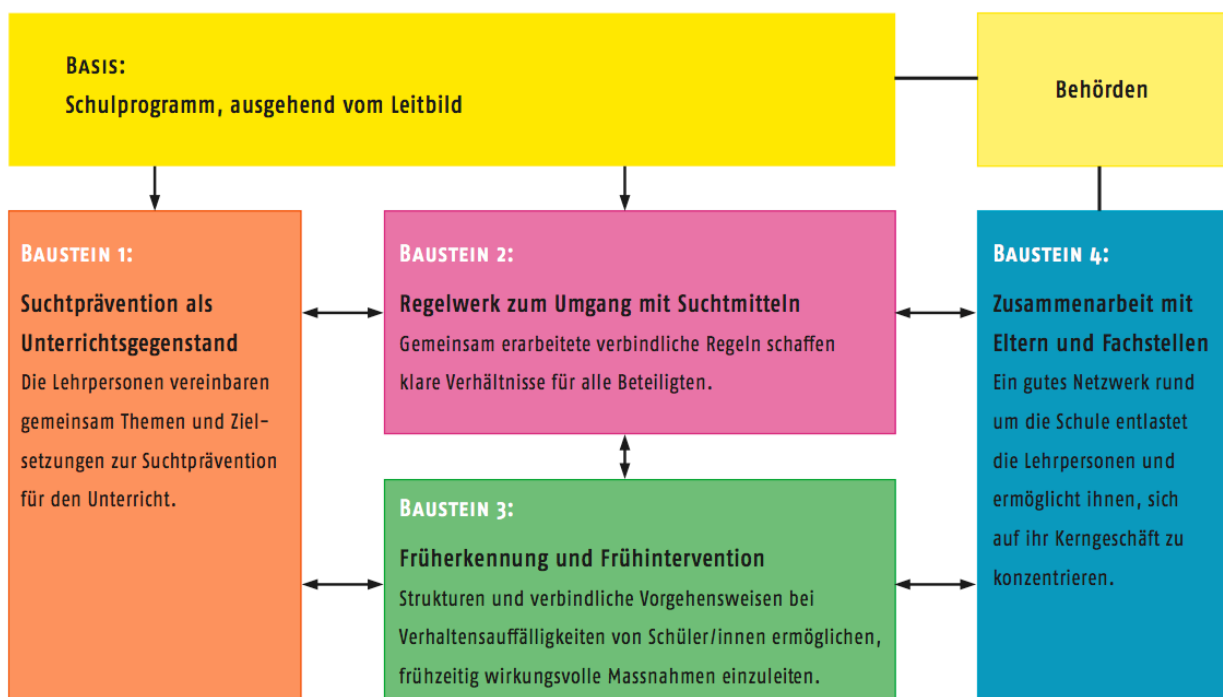 Basis:
Schulprogramm, ausgehend vom Leitbild
Behörden
Baustein 1:
Suchtprävention als
Unterrichtsgegenstand
Die Lehrpersonen vereinbaren
gemeinsam Themen und Ziel-
setzungen zur Suchtprävention
für den Unterricht.
Baustein 2:
Regelwerk zum Umgang mit Suchtmitteln
Gemeinsam erarbeitete verbindliche Regeln schaffen
klare Verhältnisse für alle Beteiligten.
Baustein 3:
Früherkennung und Frühintervention
Strukturen und verbindliche Vorgehensweisen bei
Verhaltensauffälligkeiten von Schüler/innen ermöglichen,
frühzeitig wirkungsvolle Massnahmen einzuleiten.
Baustein 4:
Zusammenarbeit mit
Eltern und Fachstellen
Ein gutes Netzwerk rund
um die Schule entlastet
die Lehrpersonen und
ermöglicht ihnen, sich
auf ihr Kerngeschäft zu
konzentrieren.